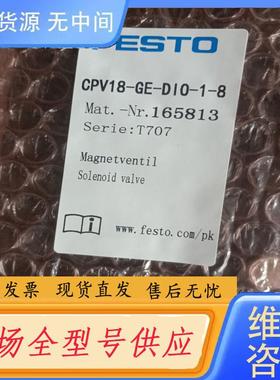 货源 无中间
FESTO
CPV18-GE-DIO-1-8
Mat.-Nr.165813
Serie:T707
Magnetventil
Solenoid valve
www.festo.com/pk
发票 现货直发 售后无忧
场全型号供应
维
咨